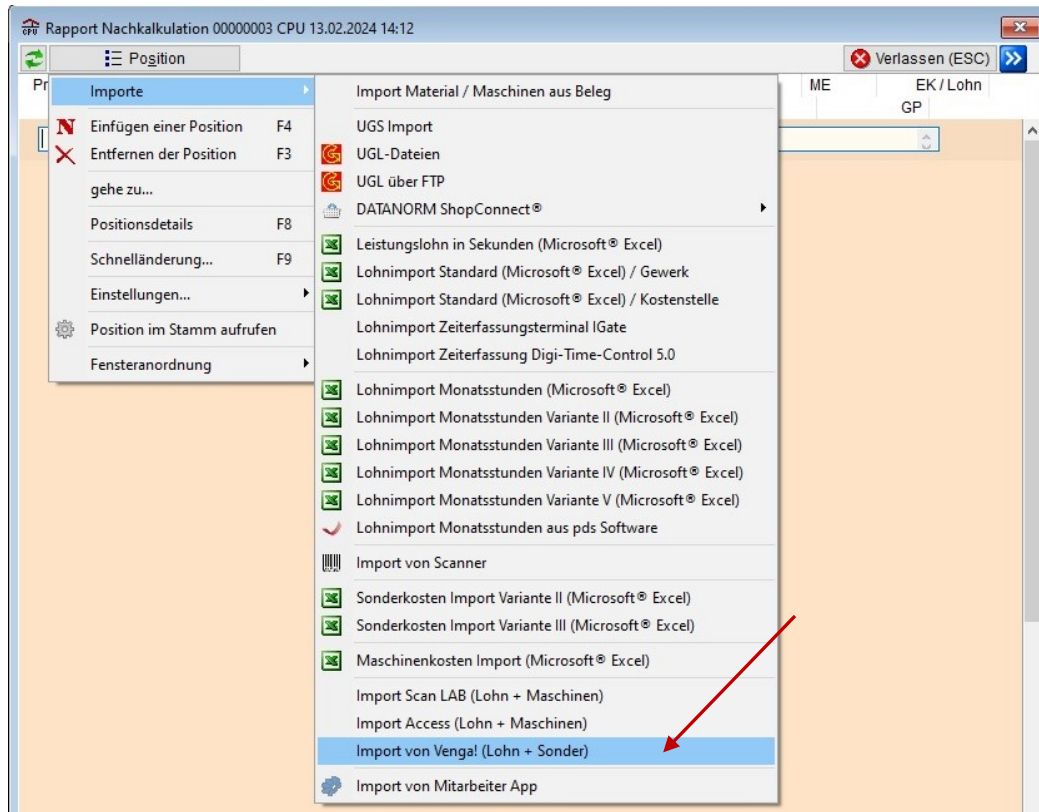 Rapport Nachkalkulation 00000003 CPU 13.02.2024 14:12
Position
Verlassen (ESC)
Pr
ME
EK / Lohn
GP
Importe
Einfügen einer Position F4
Entfernen der Position F3
gehe zu...
Positionsdetails F8
Schnelländerung... F9
Einstellungen...
Position im Stamm aufrufen
Fensteranordnung
Import Material / Maschinen aus Beleg
UGS Import
UGL-Dateien
UGL über FTP
DATANORM ShopConnect®
Leistungslohn in Sekunden (Microsoft® Excel)
Lohnimport Standard (Microsoft® Excel) / Gewerk
Lohnimport Standard (Microsoft® Excel) / Kostenstelle
Lohnimport Zeiterfassungsterminal IGate
Lohnimport Zeiterfassung Digi-Time-Control 5.0
Lohnimport Monatsstunden (Microsoft® Excel)
Lohnimport Monatsstunden Variante II (Microsoft® Excel)
Lohnimport Monatsstunden Variante III (Microsoft® Excel)
Lohnimport Monatsstunden Variante IV (Microsoft® Excel)
Lohnimport Monatsstunden Variante V (Microsoft® Excel)
Lohnimport Monatsstunden aus pds Software
Import von Scanner
Sonderkosten Import Variante II (Microsoft® Excel)
Sonderkosten Import Variante III (Microsoft® Excel)
Maschinenkosten Import (Microsoft® Excel)
Import Scan LAB (Lohn + Maschinen)
Import Access (Lohn + Maschinen)
Import von Venga! (Lohn + Sonder)
Import von Mitarbeiter App